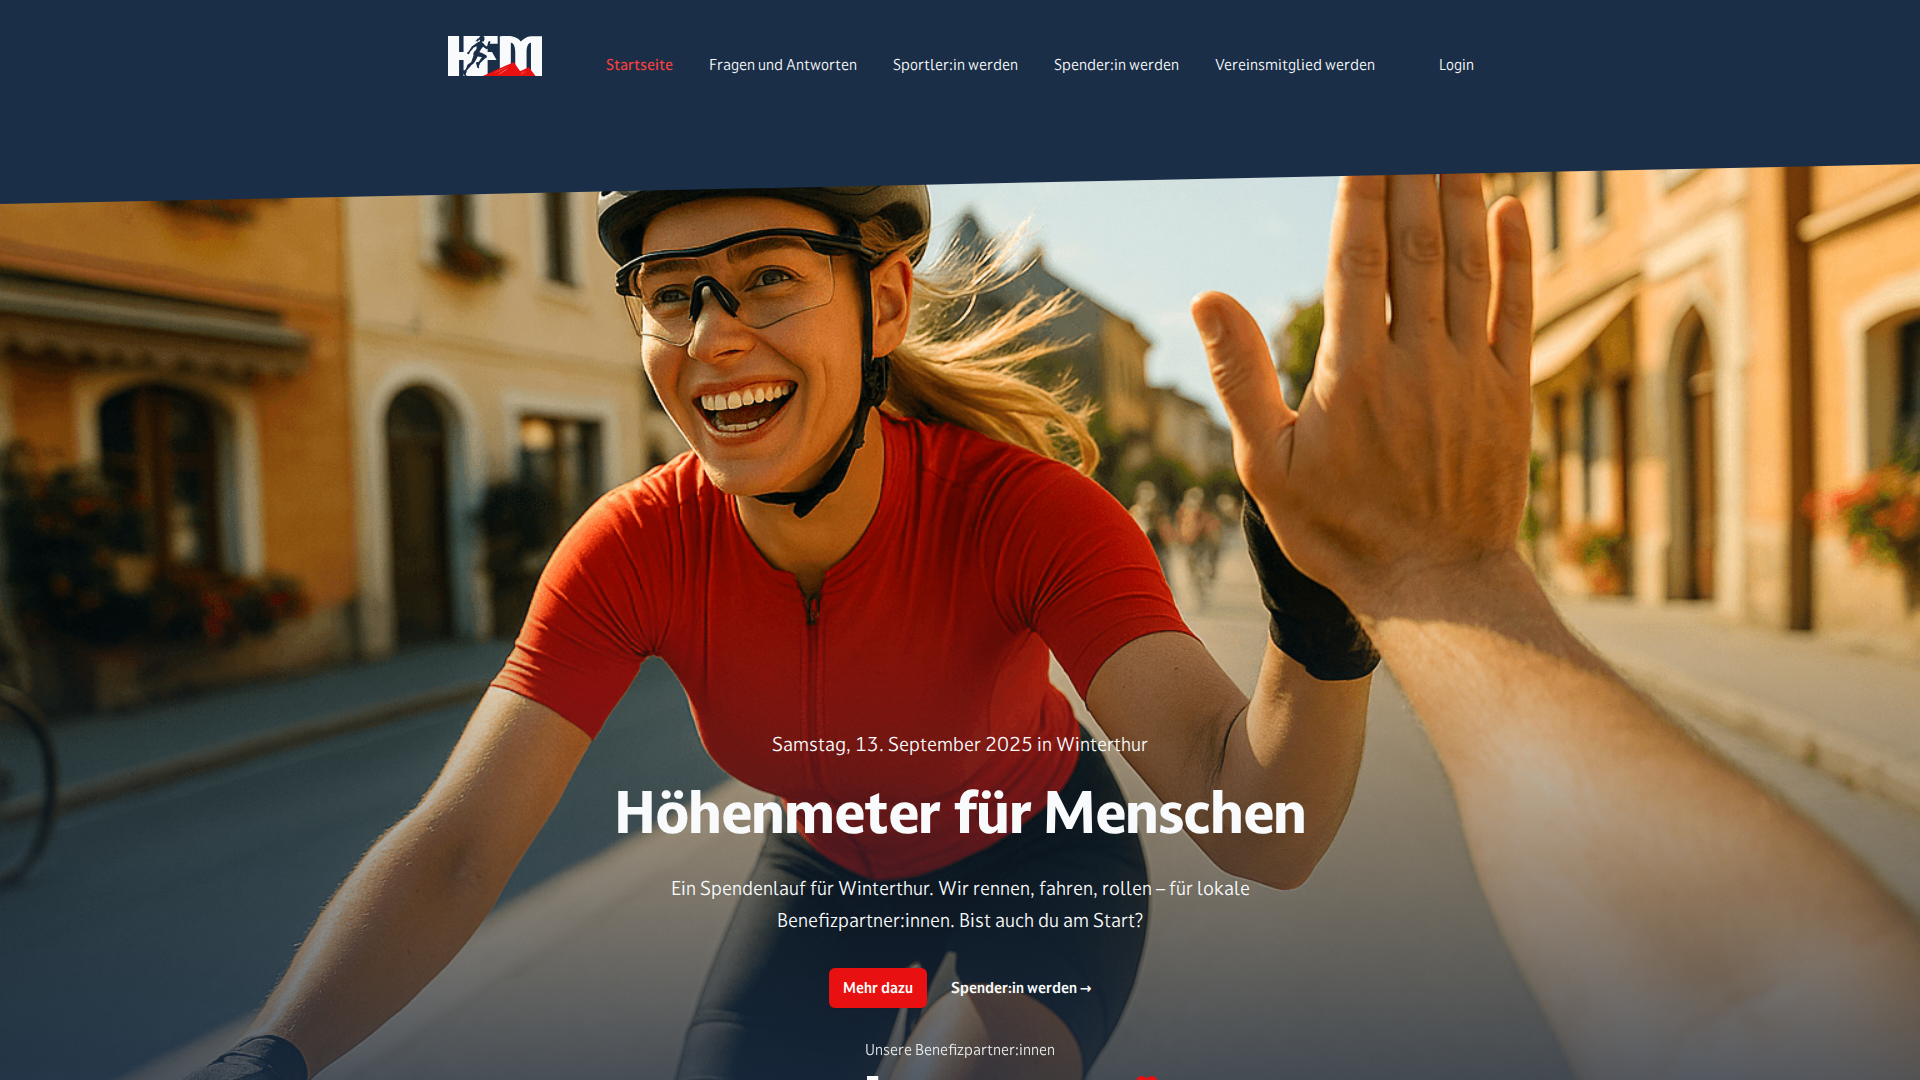 HFM
Startseite
Fragen und Antworten
Sportler:in werden
Spender:in werden
Vereinsmitglied werden
Login
Samstag, 13. September 2025 in Winterthur
Höhenmeter für Menschen
Ein Spendenlauf für Winterthur. Wir rennen, fahren, rollen – für lokale
Benefizpartner:innen. Bist auch du am Start?
Mehr dazu
Spender:in werden →
Unsere Benefizpartner:innen